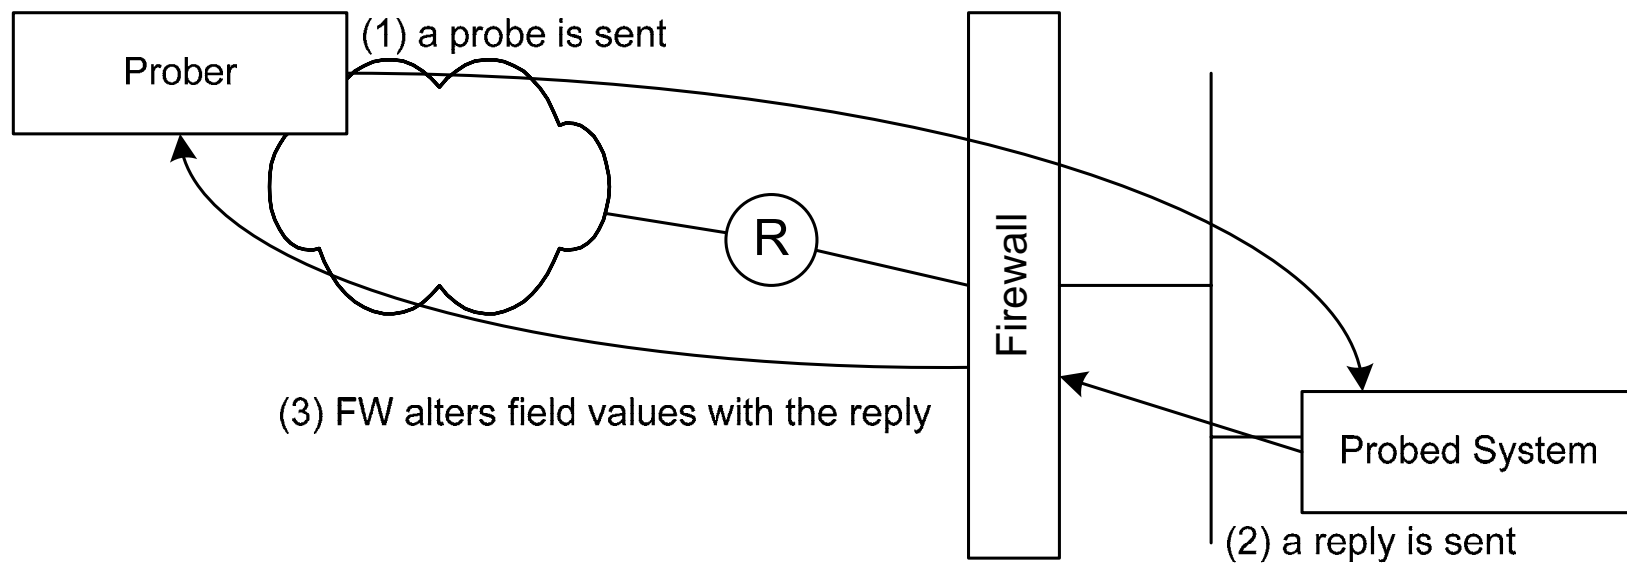 (1) a probe is sent
Prober
R
Firewall
(3) FW alters field values with the reply
Probed System
(2) a reply is sent